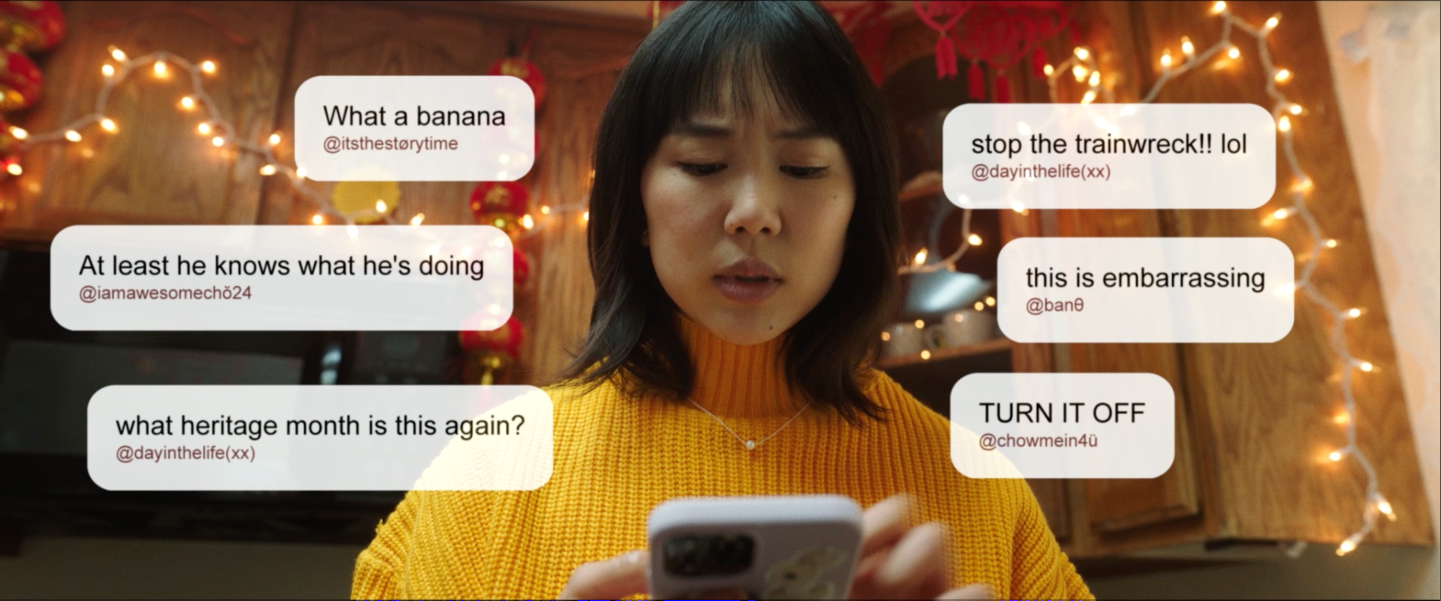 What a banana
@itsthestørytime
At least he knows what he's doing
@iamawesomechŏ24
what heritage month is this again?
@dayinthelife(xx)
stop the trainwreck!! lol
@dayinthelife(xx)
this is embarrassing
@banθ
TURN IT OFF
@chowmein4ü